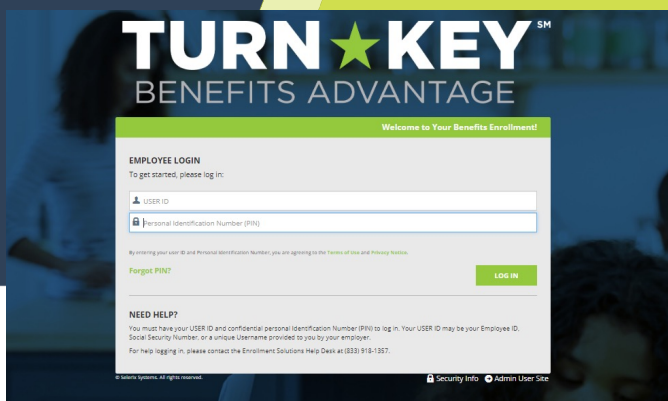 TURN KEY SM
BENEFITS ADVANTAGE
Welcome to Your Benefits Enrollment!
EMPLOYEE LOGIN
To get started, please log in:
USER ID
Personal Identification Number (PIN)
By entering your user ID and Personal Identification Number, you are agreeing to the Terms of Use and Privacy Notice.
Forgot PIN?
LOG IN
NEED HELP?
You must have your USER ID and confidential personal Identification Number (PIN) to log in. Your USER ID may be your Employee ID,
Social Security Number, or a unique Username provided to you by your employer.
For help logging in, please contact the Enrollment Solutions Help Desk at (833) 918-1357.
© Selerix Systems. All rights reserved.
Security Info Admin User Site